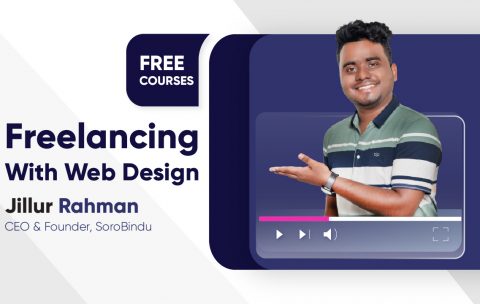 FREE
COURSES
Freelancing
With Web Design
Jillur Rahman
CEO & Founder, SoroBindu